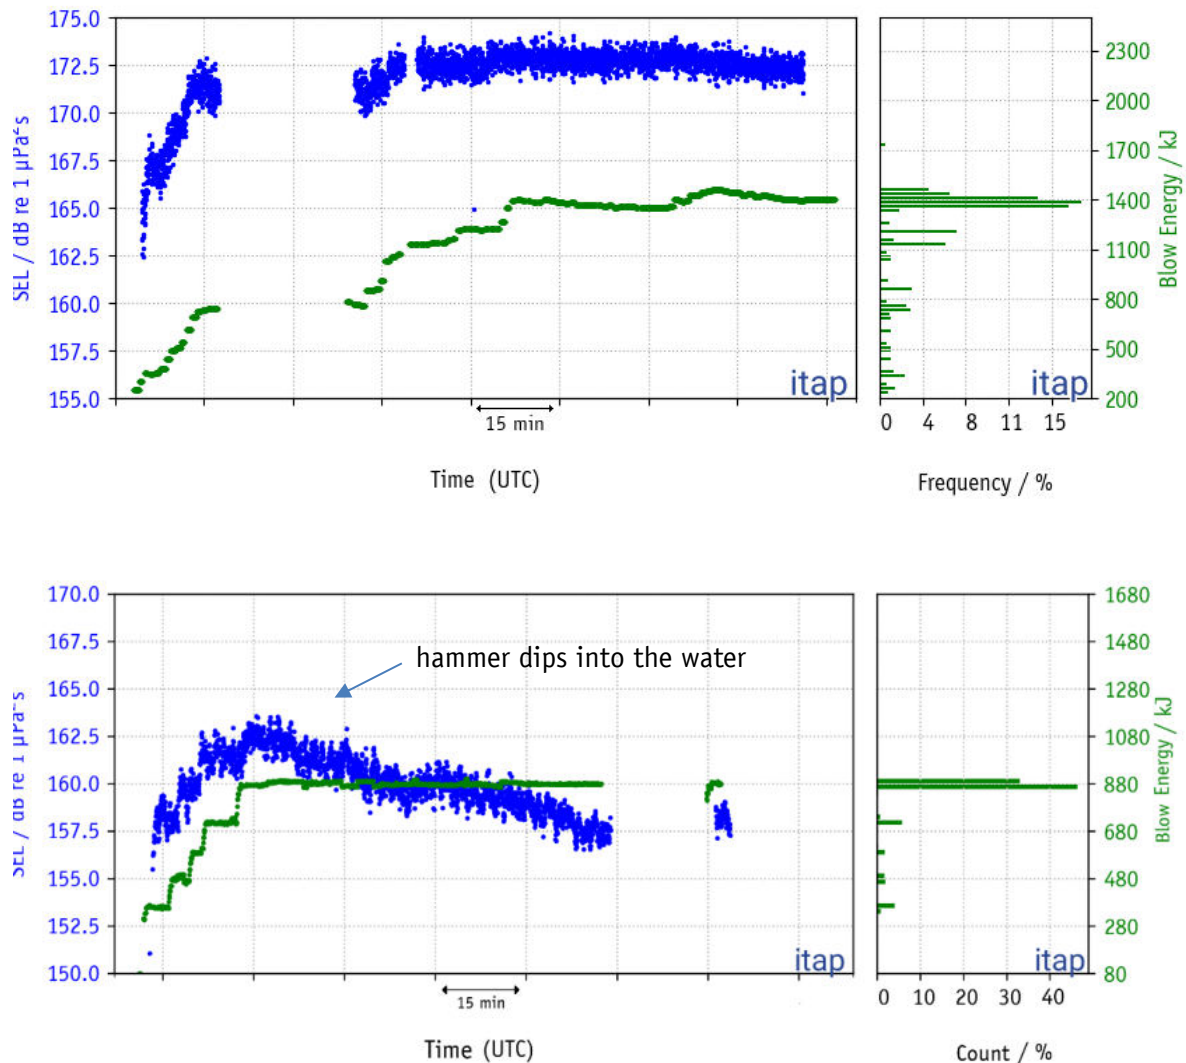 175.0
172.5
170.0
167.5
165.0
162.5
160.0
157.5
155.0
SEL / dB re 1 µPa²s
15 min
itap
Time (UTC)
2300
2000
1700
1400
1100
800
500
200
Blow Energy / kJ
itap
0 4 8 11 15
Frequency / %
170.0
167.5
165.0
162.5
160.0
157.5
155.0
152.5
150.0
SEL / dB re 1 µPa²s
hammer dips into the water
15 min
itap
Time (UTC)
1680
1480
1280
1080
880
680
480
280
80
Blow Energy / kJ
itap
0 10 20 30 40
Count / %